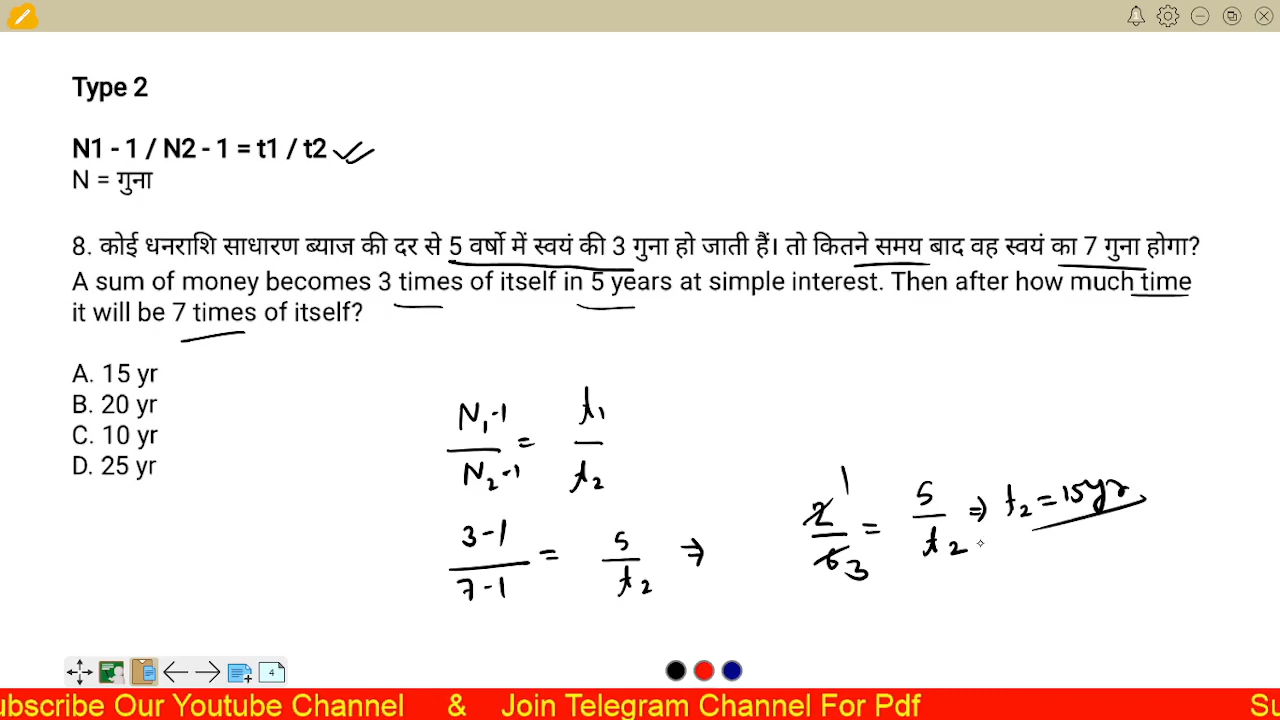 Type 2
N1 - 1 / N2 - 1 = t1 / t2
N = गुना
8. कोई धनराशि साधारण ब्याज की दर से 5 वर्षो में स्वयं की 3 गुना हो जाती हैं। तो कितने समय बाद वह स्वयं का 7 गुना होगा?
A sum of money becomes 3 times of itself in 5 years at simple interest. Then after how much time
it will be 7 times of itself?
A. 15 yr
B. 20 yr
C. 10 yr
D. 25 yr
N₁-1 / N₂-1 = t₁ / t₂
3-1 / 7-1 = 5 / t₂ ⇒
2 1 / 6 3 = 5 / t₂ ⇒ t₂ = 15yr
4
ubscribe Our Youtube Channel & Join Telegram Channel For Pdf Su